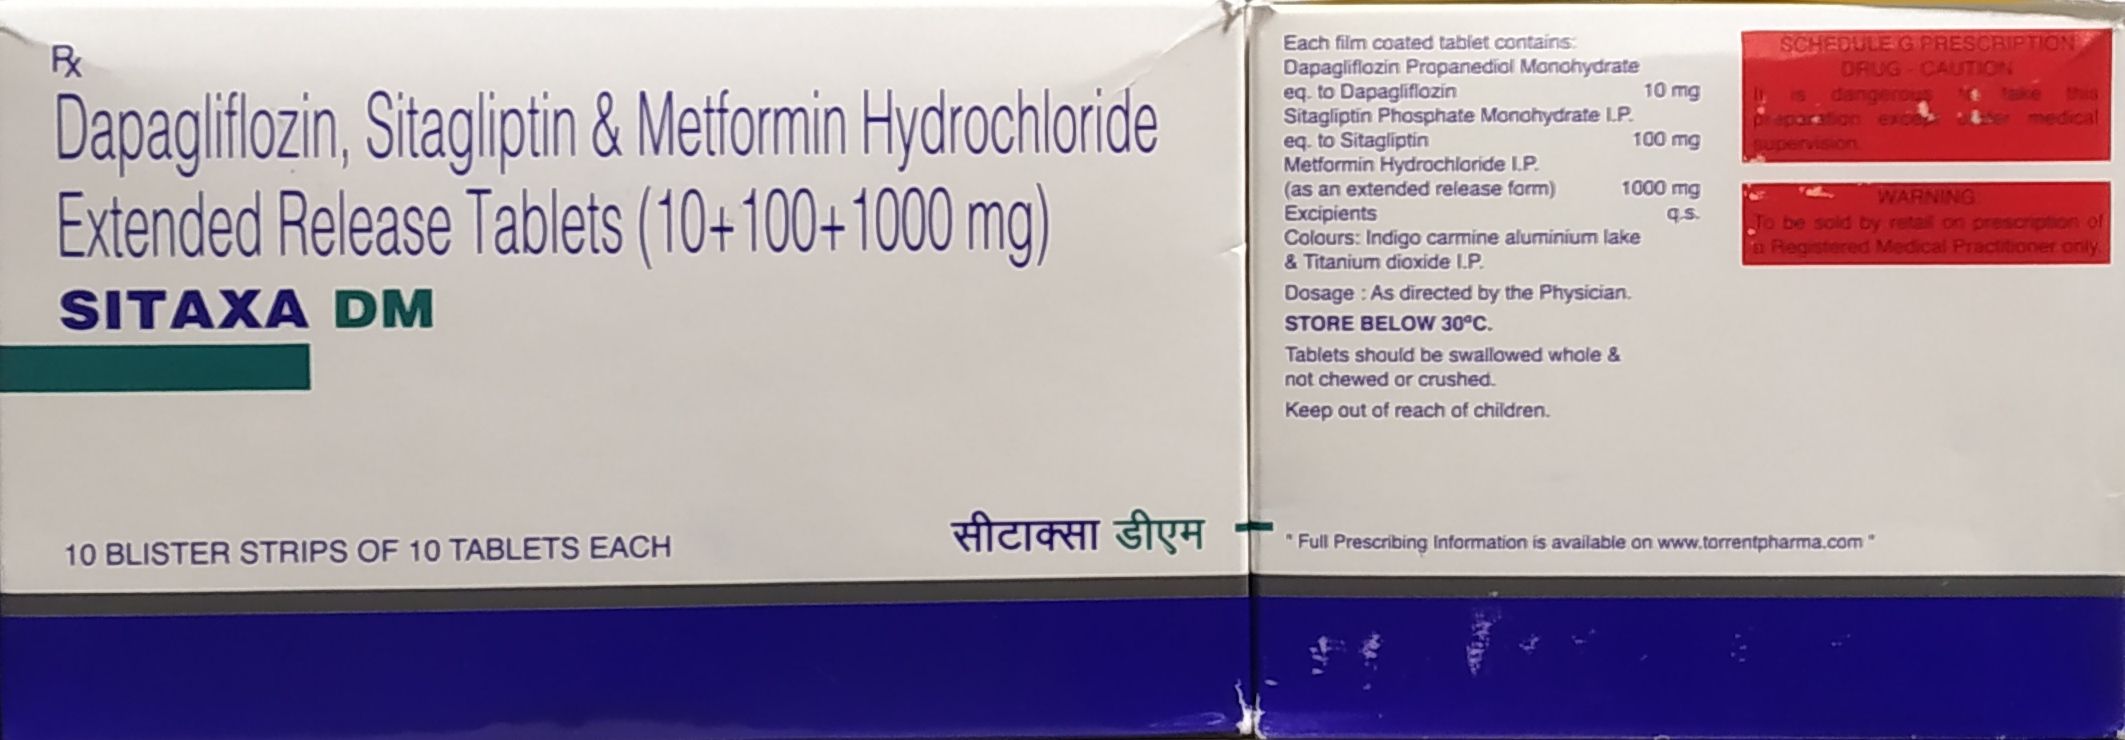 Rx
Dapagliflozin, Sitagliptin & Metformin Hydrochloride
Extended Release Tablets (10+100+1000 mg)
SITAXA DM
10 BLISTER STRIPS OF 10 TABLETS EACH
सीटाक्सा डीएम
Each film coated tablet contains:
Dapagliflozin Propanediol Monohydrate
eq. to Dapagliflozin 10 mg
Sitagliptin Phosphate Monohydrate I.P.
eq. to Sitagliptin 100 mg
Metformin Hydrochloride I.P.
(as an extended release form) 1000 mg
Excipients q.s.
Colours: Indigo carmine aluminium lake
& Titanium dioxide I.P.
Dosage : As directed by the Physician.
STORE BELOW 30°C.
Tablets should be swallowed whole &
not chewed or crushed.
Keep out of reach of children.
* Full Prescribing Information is available on www.torrentpharma.com *
SCHEDULE G PRESCRIPTION
DRUG - CAUTION
It is dangerous to take this
preparation except under medical
supervision.
WARNING
To be sold by retail on prescription of
a Registered Medical Practitioner only.